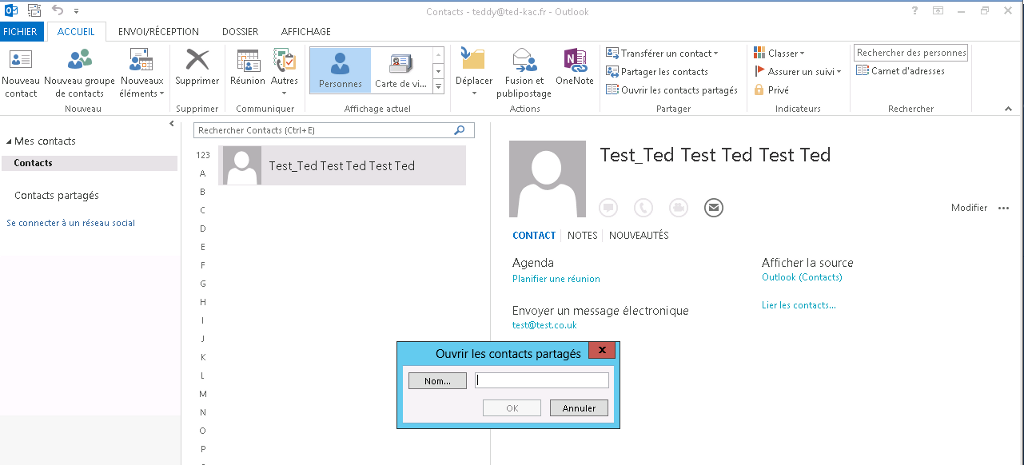 Contacts - teddy@ted-kac.fr - Outlook
FICHIER ACCUEIL ENVOI/RÉCEPTION DOSSIER AFFICHAGE
Nouveau contact
Nouveau groupe de contacts
Nouveaux éléments
Nouveau
Supprimer
Supprimer
Réunion
Autres
Communiquer
Personnes
Carte de vi...
Affichage actuel
Déplacer
Fusion et publipostage
OneNote
Actions
Transférer un contact
Partager les contacts
Ouvrir les contacts partagés
Partager
Classer
Assurer un suivi
Privé
Indicateurs
Rechercher des personnes
Carnet d'adresses
Rechercher
Mes contacts
Contacts
Contacts partagés
Se connecter à un réseau social
Rechercher Contacts (Ctrl+E)
123
A
B
C
D
E
F
G
H
I
J
K
L
M
N
O
P
Test_Ted Test Ted Test Ted
Test_Ted Test Ted Test Ted
Modifier
CONTACT NOTES NOUVEAUTÉS
Agenda
Planifier une réunion
Afficher la source
Outlook (Contacts)
Lier les contacts...
Envoyer un message électronique
test@test.co.uk
Ouvrir les contacts partagés
Nom...
OK
Annuler